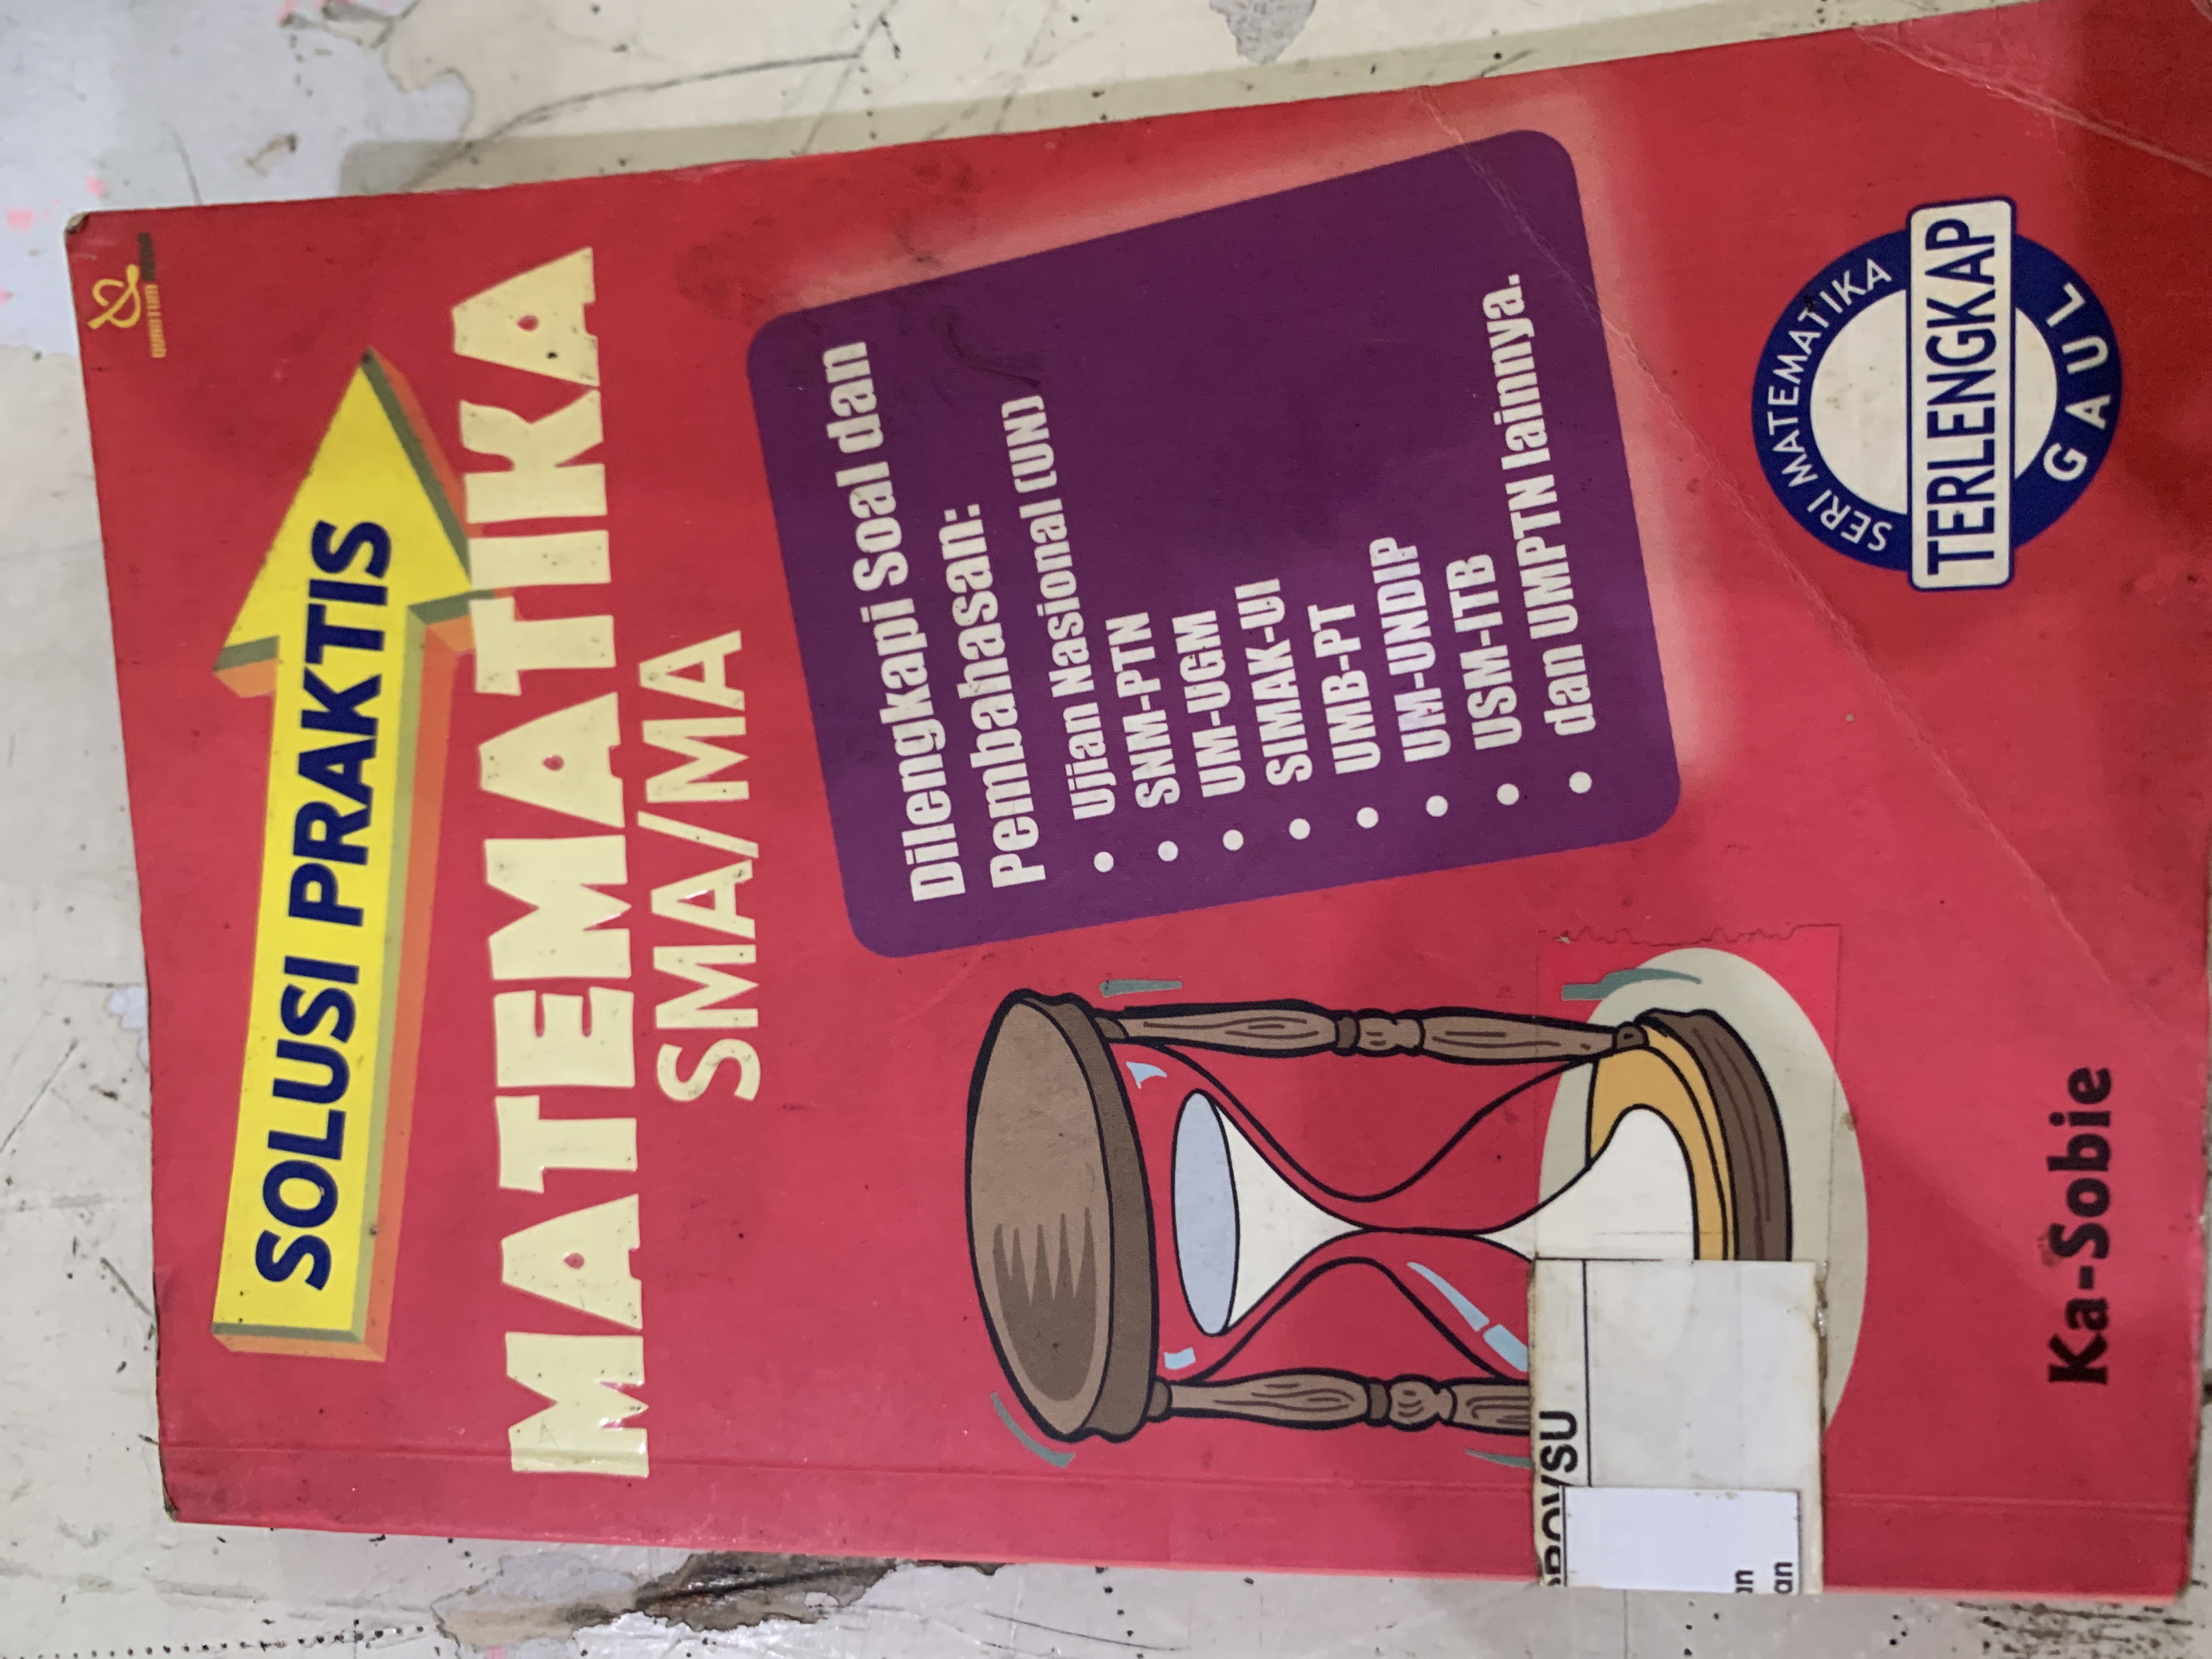 QUANTUM
SOLUSI PRAKTIS
MATEMATIKA
SMA/MA
Dilengkapi Soal dan
Pembahasan:
• Ujian Nasional (UN)
• SNM-PTN
• UM-UGM
• SIMAK-UI
• UMB-PT
• UM-UNDIP
• USM-ITB
• dan UMPTN lainnya.
SERI MATEMATIKA
TERLENGKAP
GAUL
Ka-Sobie